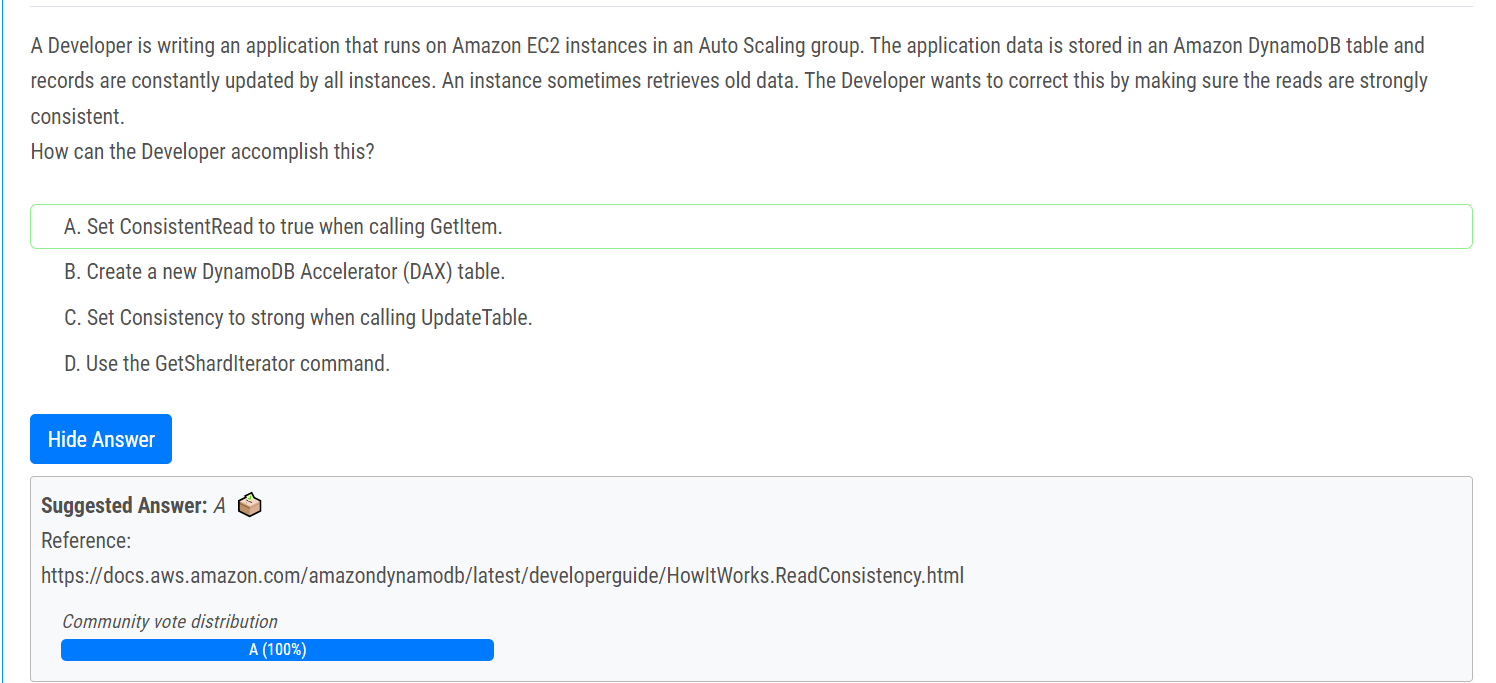 A Developer is writing an application that runs on Amazon EC2 instances in an Auto Scaling group. The application data is stored in an Amazon DynamoDB table and
records are constantly updated by all instances. An instance sometimes retrieves old data. The Developer wants to correct this by making sure the reads are strongly
consistent.
How can the Developer accomplish this?
A. Set ConsistentRead to true when calling GetItem.
B. Create a new DynamoDB Accelerator (DAX) table.
C. Set Consistency to strong when calling UpdateTable.
D. Use the GetShardIterator command.
Hide Answer
Suggested Answer: A
Reference:
https://docs.aws.amazon.com/amazondynamodb/latest/developerguide/HowItWorks.ReadConsistency.html
Community vote distribution
A (100%)